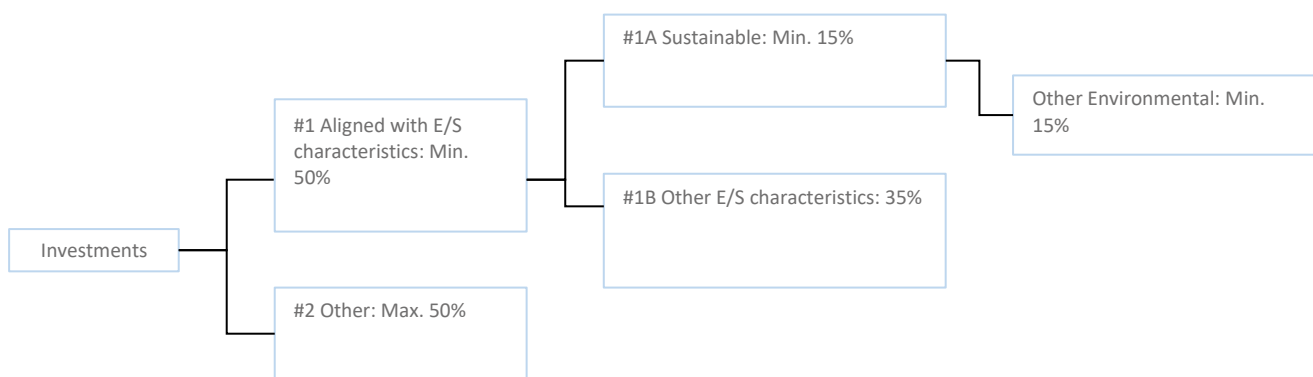 #1A Sustainable: Min. 15%
Other Environmental: Min.
15%
#1 Aligned with E/S
characteristics: Min.
50%
#1B Other E/S characteristics: 35%
Investments
#2 Other: Max. 50%